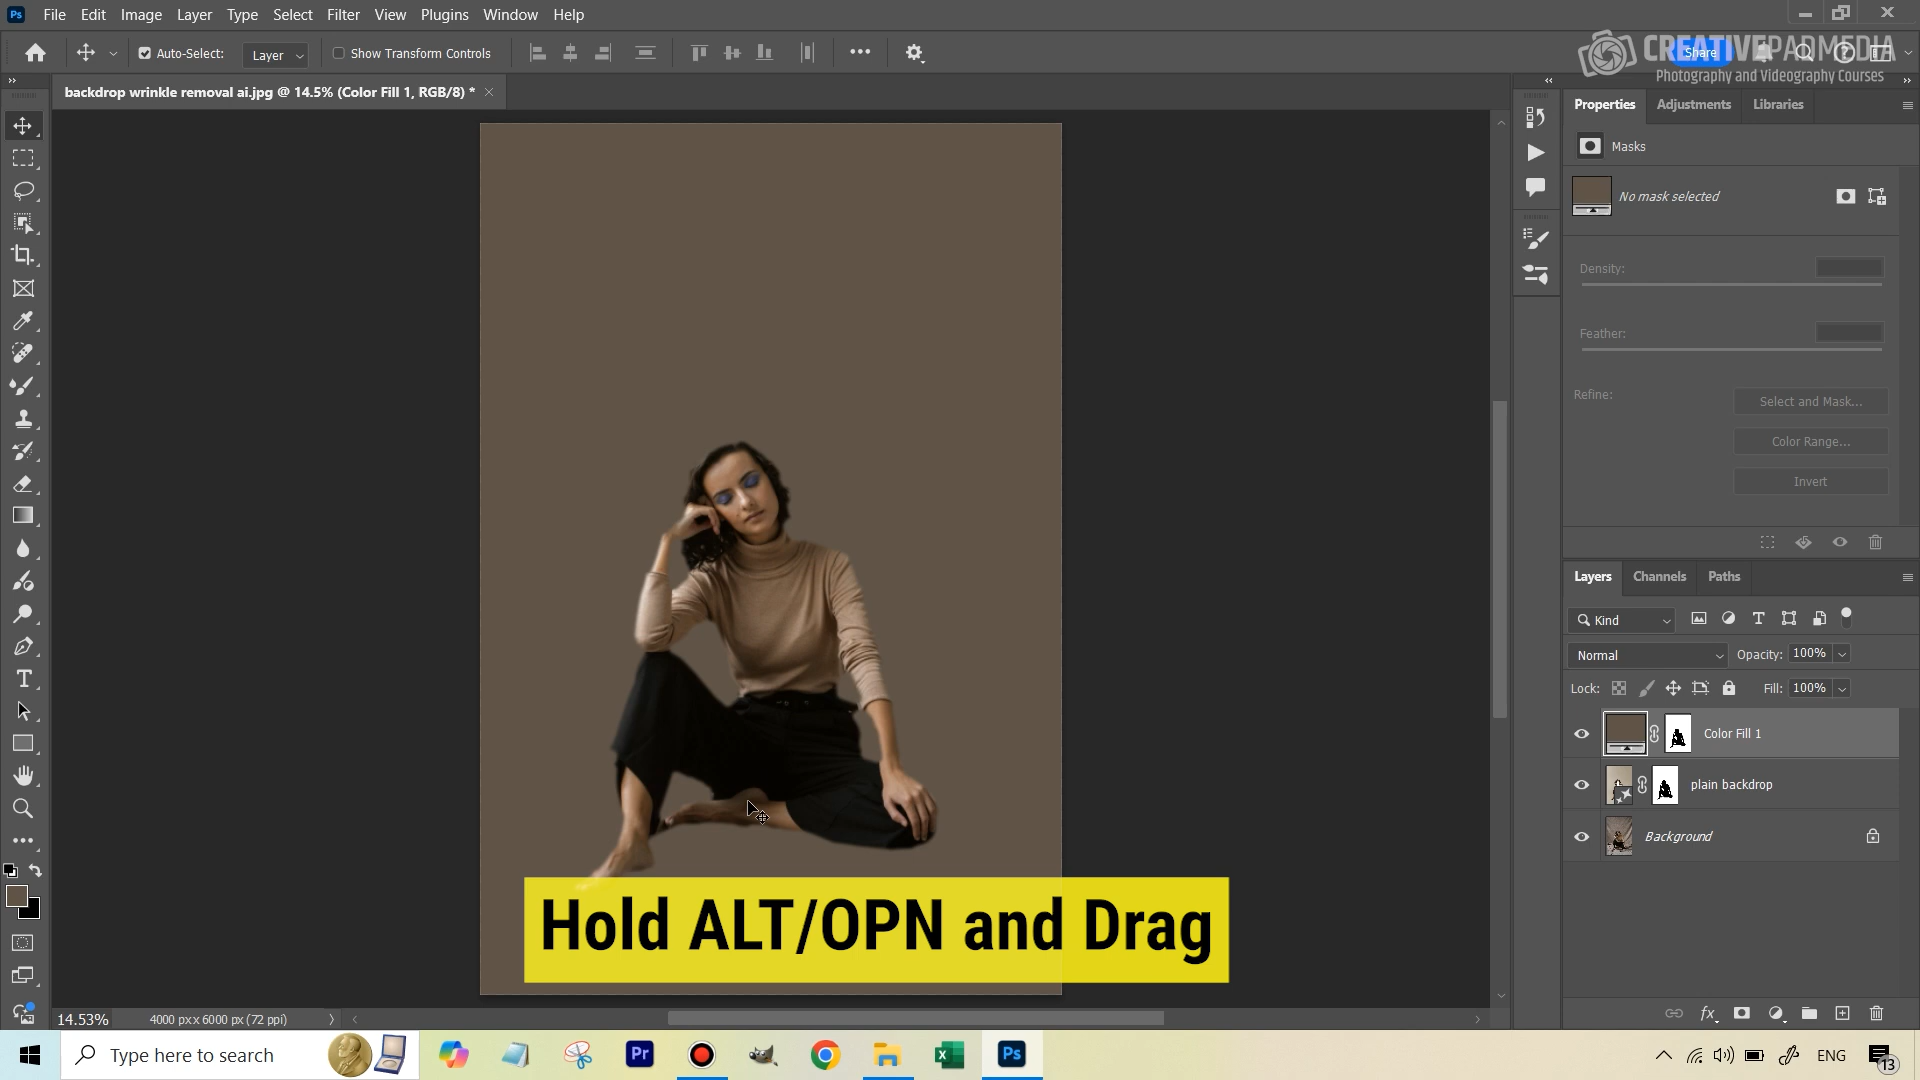 File Edit Image Layer Type Select Filter View Plugins Window Help
Auto-Select: Layer Show Transform Controls
Share
CREATIVEPADMEDIA
Photography and Videography Courses
backdrop wrinkle removal ai.jpg @ 14.5% (Color Fill 1, RGB/8) *
Properties Adjustments Libraries
Masks
No mask selected
Density:
Feather:
Refine:
Select and Mask...
Color Range...
Invert
Layers Channels Paths
Kind
Normal Opacity: 100%
Lock: Fill: 100%
Color Fill 1
plain backdrop
Background
Hold ALT/OPN and Drag
14.53% 4000 px x 6000 px (72 ppi)
Type here to search
ENG
13